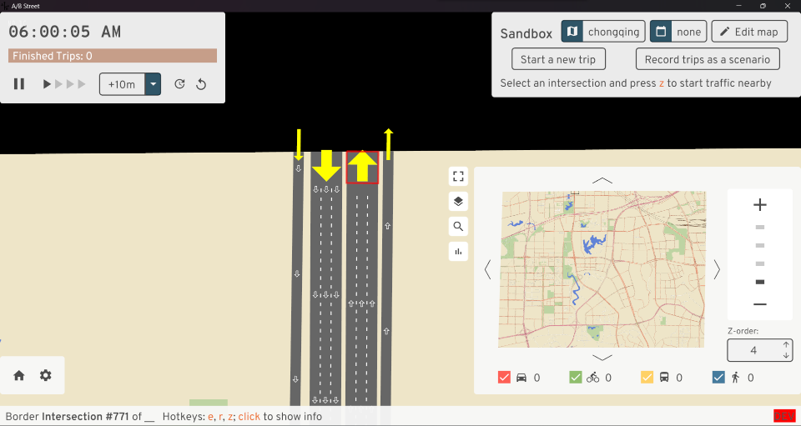 A/B Street
06:00:05 AM
Finished Trips: 0
+10m
Sandbox
chongqing
none
Edit map
Start a new trip
Record trips as a scenario
Select an intersection and press z to start traffic nearby
Z-order:
4
0
0
0
0
Border Intersection #771 of __ Hotkeys: e, r, z; click to show info